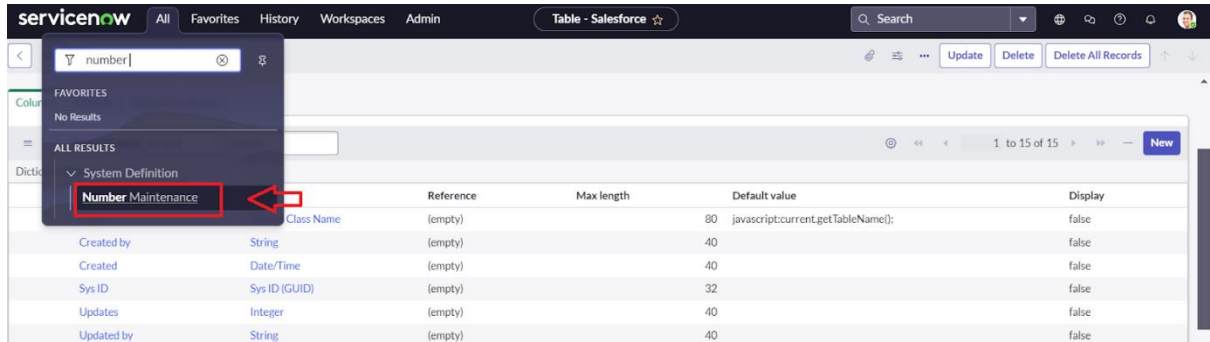 servicenow All Favorites History Workspaces Admin Table - Salesforce Search
number Update Delete Delete All Records
FAVORITES
No Results
ALL RESULTS 1 to 15 of 15 New
System Definition
Number Maintenance Reference Max length Default value Display
Class Name (empty) 80 javascript:current.getTableName(); false
Created by String (empty) 40 false
Created Date/Time (empty) 40 false
Sys ID Sys ID (GUID) (empty) 32 false
Updates Integer (empty) 40 false
Updated by String (empty) 40 false